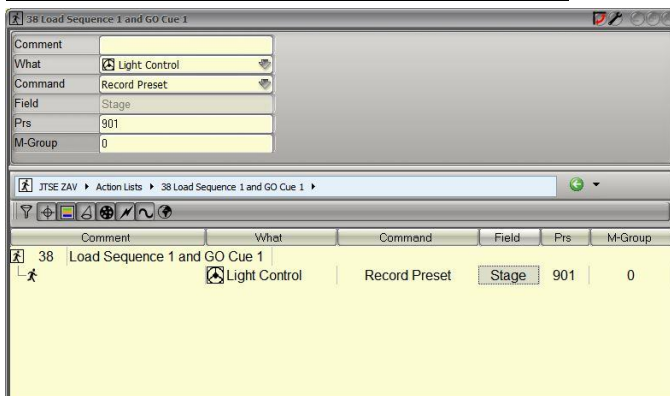 38 Load Sequence 1 and GO Cue 1
Comment
What Light Control
Command Record Preset
Field Stage
Prs 901
M-Group 0
JTSE ZAV Action Lists 38 Load Sequence 1 and GO Cue 1
Comment What Command Field Prs M-Group
38 Load Sequence 1 and GO Cue 1
Light Control Record Preset Stage 901 0